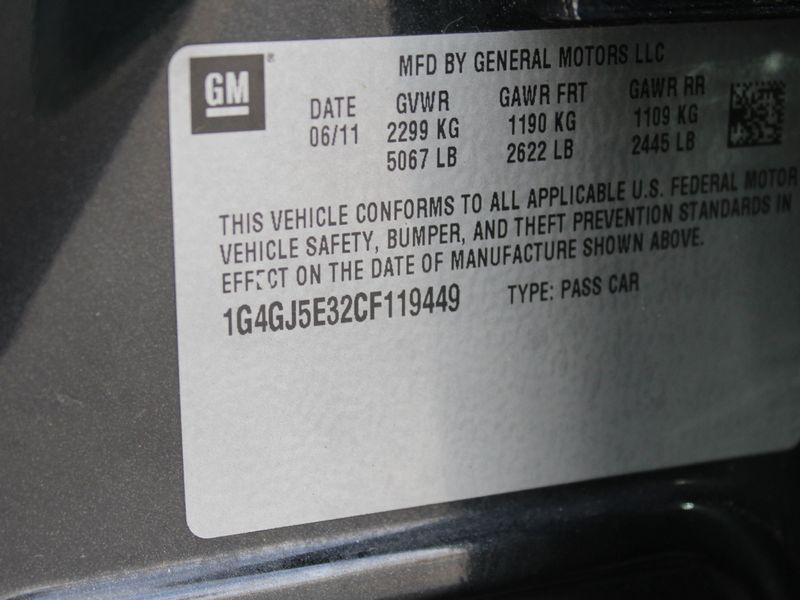 GM
MFD BY GENERAL MOTORS LLC
DATE GVWR GAWR FRT GAWR RR
06/11 2299 KG 1190 KG 1109 KG
5067 LB 2622 LB 2445 LB
THIS VEHICLE CONFORMS TO ALL APPLICABLE U.S. FEDERAL MOTOR
VEHICLE SAFETY, BUMPER, AND THEFT PREVENTION STANDARDS IN
EFFECT ON THE DATE OF MANUFACTURE SHOWN ABOVE.
1G4GJ5E32CF119449 TYPE: PASS CAR